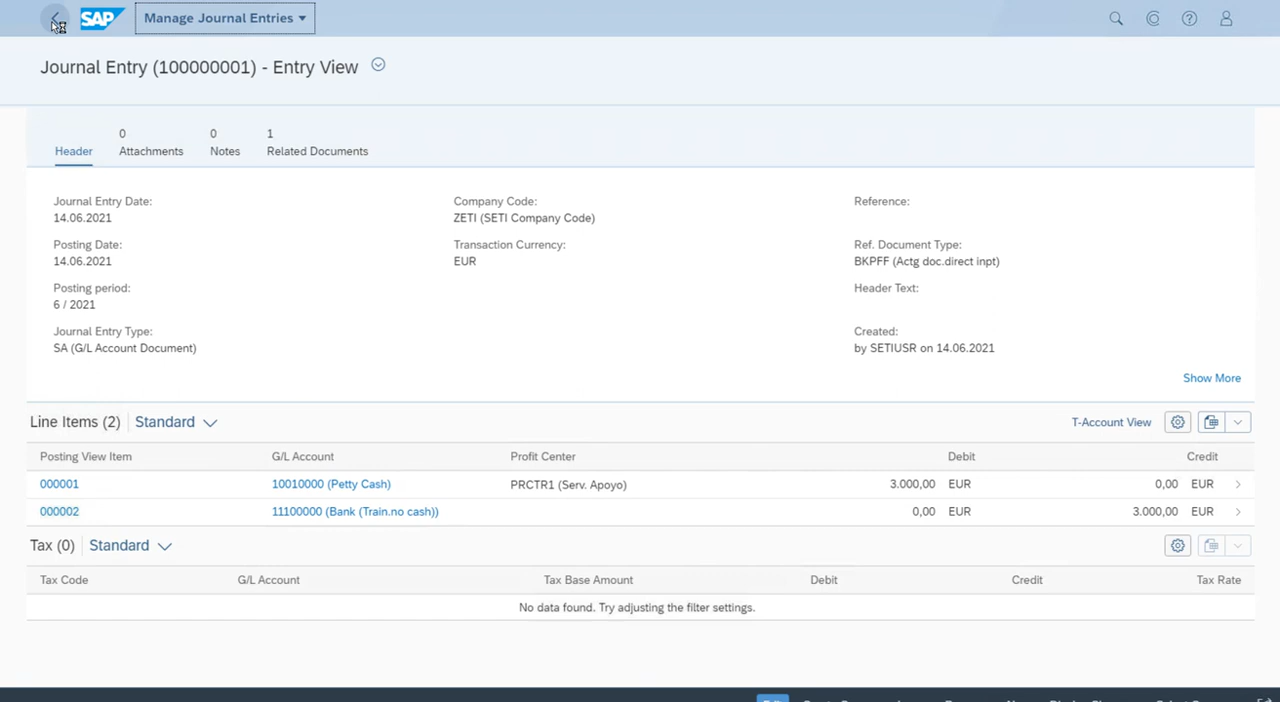 SAP Manage Journal Entries
Journal Entry (100000001) - Entry View
0 0 1
Header Attachments Notes Related Documents
Journal Entry Date:
14.06.2021
Posting Date:
14.06.2021
Posting period:
6 / 2021
Journal Entry Type:
SA (G/L Account Document)
Company Code:
ZETI (SETI Company Code)
Transaction Currency:
EUR
Reference:
Ref. Document Type:
BKPFF (Actg doc.direct inpt)
Header Text:
Created:
by SETIUSR on 14.06.2021
Show More
Line Items (2) Standard T-Account View
Posting View Item G/L Account Profit Center Debit Credit
000001 10010000 (Petty Cash) PRCTR1 (Serv. Apoyo) 3.000,00 EUR 0,00 EUR
000002 11100000 (Bank (Train.no cash)) 0,00 EUR 3.000,00 EUR
Tax (0) Standard
Tax Code G/L Account Tax Base Amount Debit Credit Tax Rate
No data found. Try adjusting the filter settings.